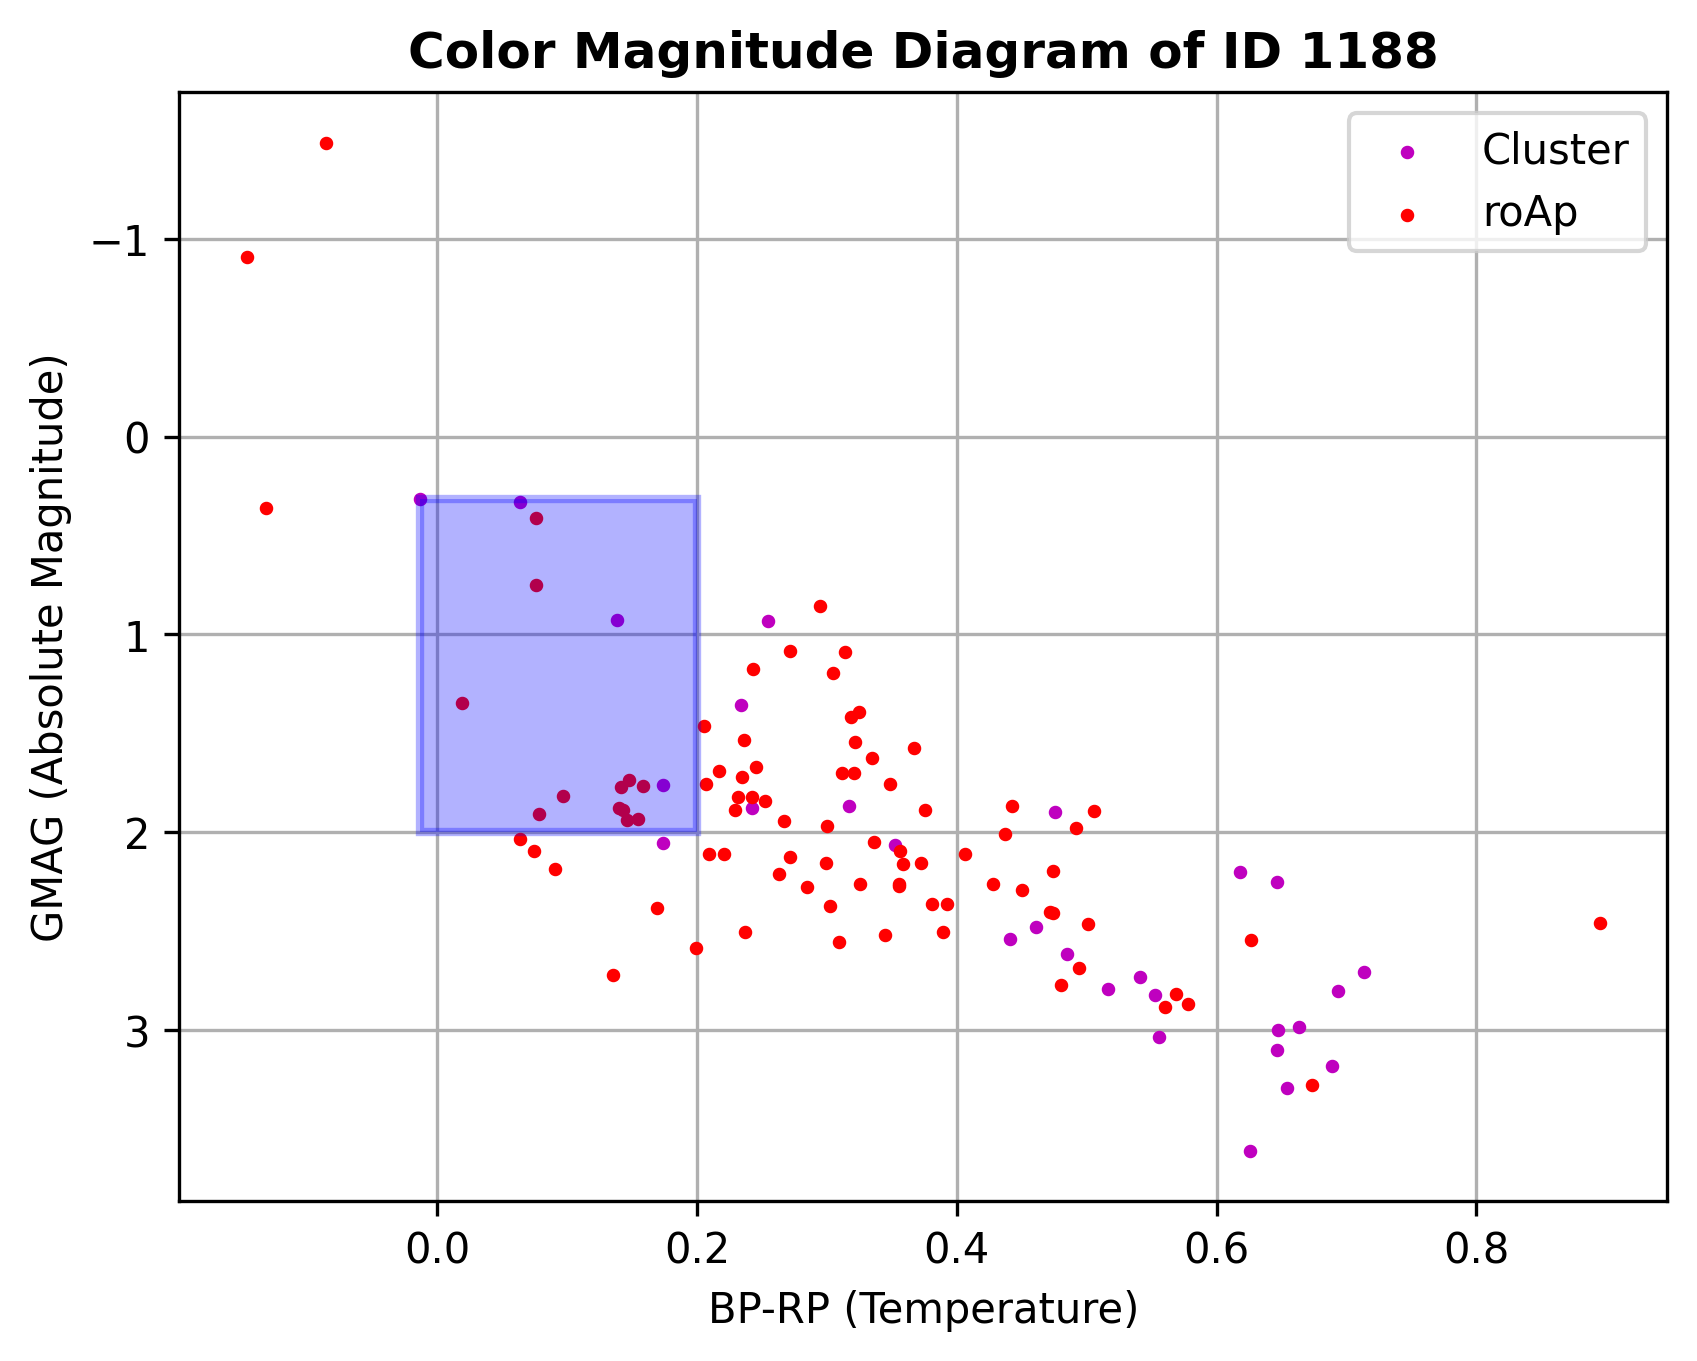 Color Magnitude Diagram of ID 1188
Cluster
roAp
−1
0
1
2
3
GMAG (Absolute Magnitude)
0.0 0.2 0.4 0.6 0.8
BP-RP (Temperature)